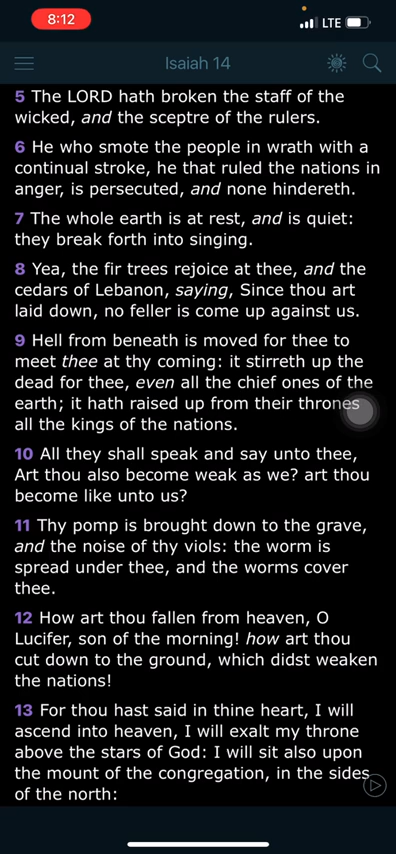 8:12
LTE
Isaiah 14
5 The LORD hath broken the staff of the
wicked, and the sceptre of the rulers.
6 He who smote the people in wrath with a
continual stroke, he that ruled the nations in
anger, is persecuted, and none hindereth.
7 The whole earth is at rest, and is quiet:
they break forth into singing.
8 Yea, the fir trees rejoice at thee, and the
cedars of Lebanon, saying, Since thou art
laid down, no feller is come up against us.
9 Hell from beneath is moved for thee to
meet thee at thy coming: it stirreth up the
dead for thee, even all the chief ones of the
earth; it hath raised up from their thrones
all the kings of the nations.
10 All they shall speak and say unto thee,
Art thou also become weak as we? art thou
become like unto us?
11 Thy pomp is brought down to the grave,
and the noise of thy viols: the worm is
spread under thee, and the worms cover
thee.
12 How art thou fallen from heaven, O
Lucifer, son of the morning! how art thou
cut down to the ground, which didst weaken
the nations!
13 For thou hast said in thine heart, I will
ascend into heaven, I will exalt my throne
above the stars of God: I will sit also upon
the mount of the congregation, in the sides
of the north: